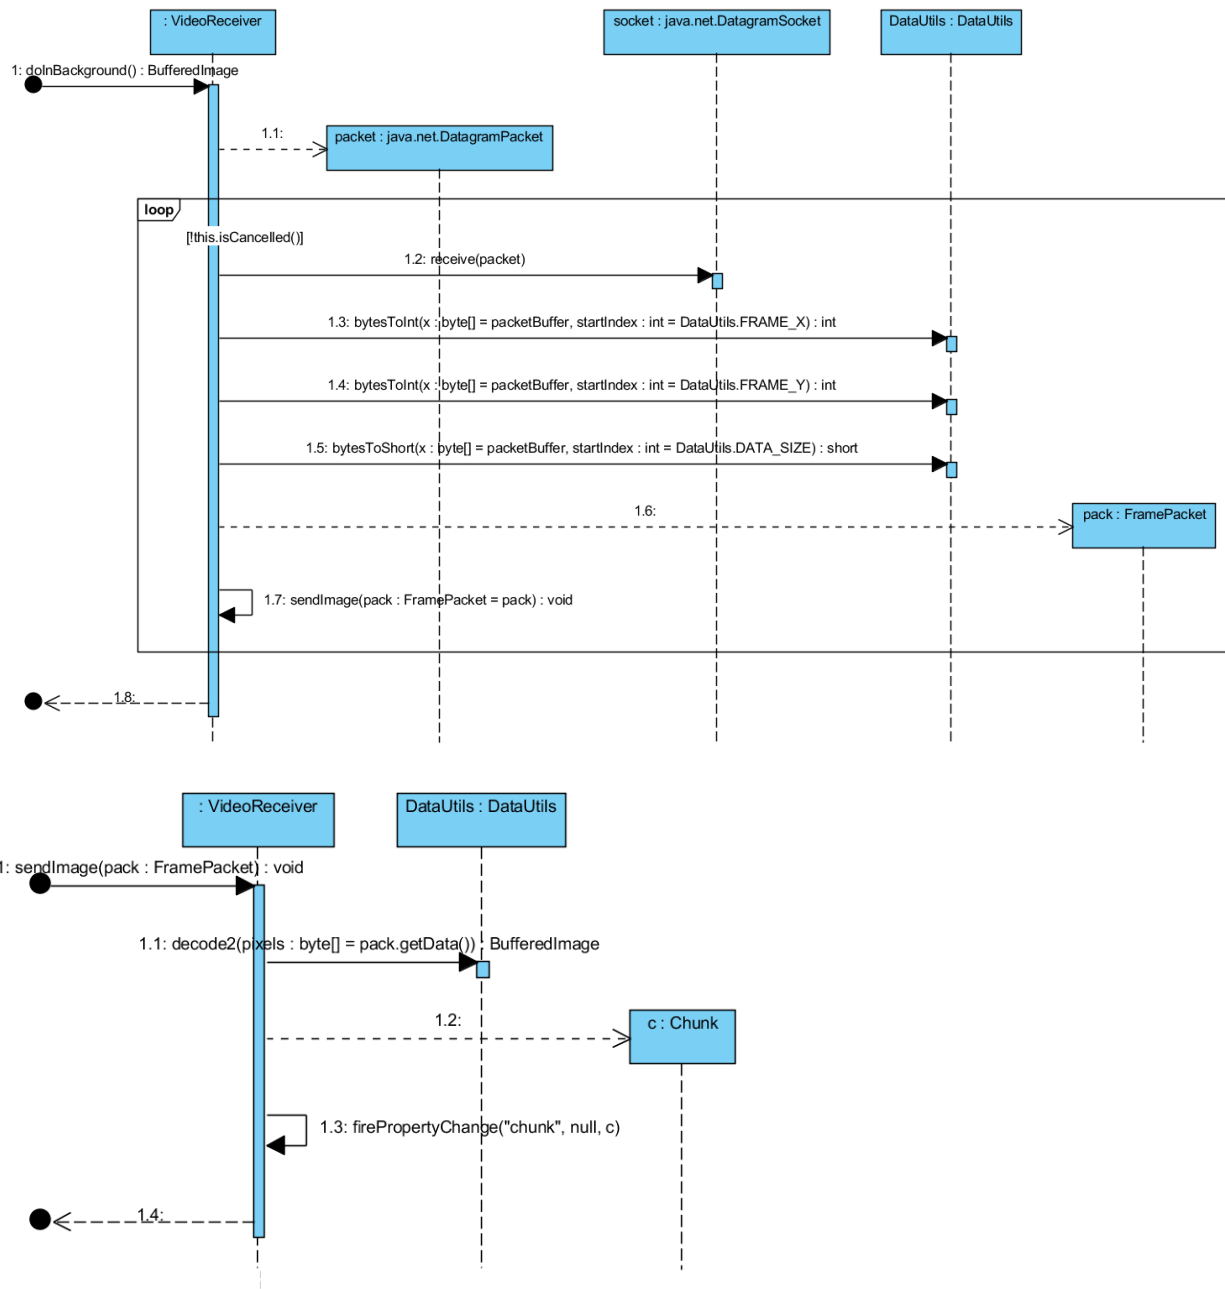 : VideoReceiver
socket : java.net.DatagramSocket
DataUtils : DataUtils
1: doInBackground() : BufferedImage
1.1:
packet : java.net.DatagramPacket
loop
[!this.isCancelled()]
1.2: receive(packet)
1.3: bytesToInt(x : byte[] = packetBuffer, startIndex : int = DataUtils.FRAME_X) : int
1.4: bytesToInt(x : byte[] = packetBuffer, startIndex : int = DataUtils.FRAME_Y) : int
1.5: bytesToShort(x : byte[] = packetBuffer, startIndex : int = DataUtils.DATA_SIZE) : short
1.6:
pack : FramePacket
1.7: sendImage(pack : FramePacket = pack) : void
1.8:
: VideoReceiver
DataUtils : DataUtils
1: sendImage(pack : FramePacket) : void
1.1: decode2(pixels : byte[] = pack.getData()) : BufferedImage
1.2:
c : Chunk
1.3: firePropertyChange("chunk", null, c)
1.4: